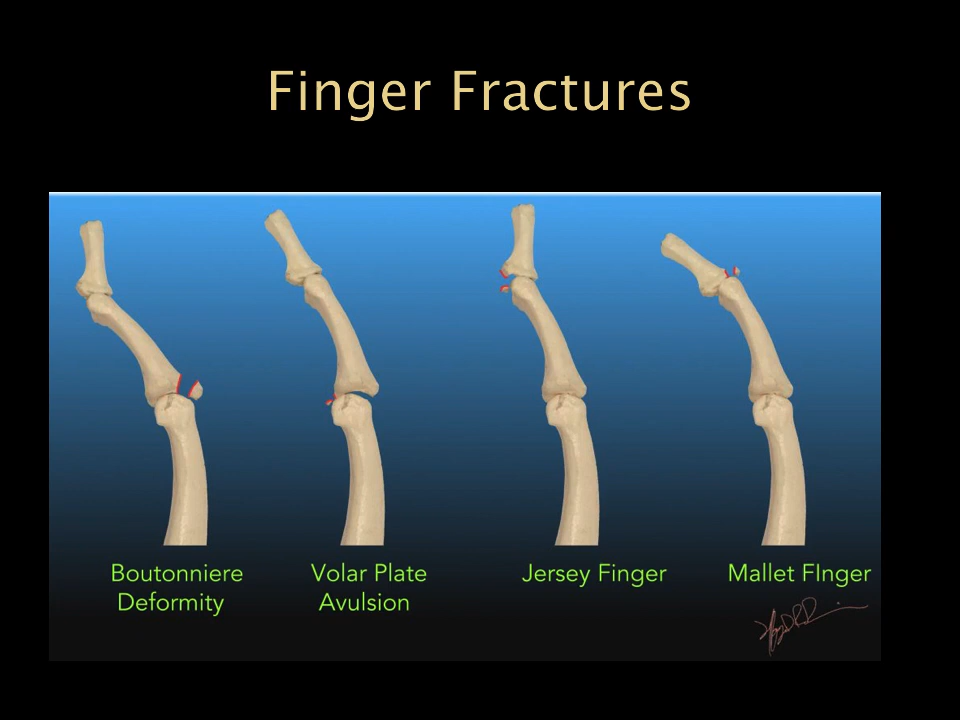 Finger Fractures
Boutonniere
Deformity
Volar Plate
Avulsion
Jersey Finger
Mallet FInger